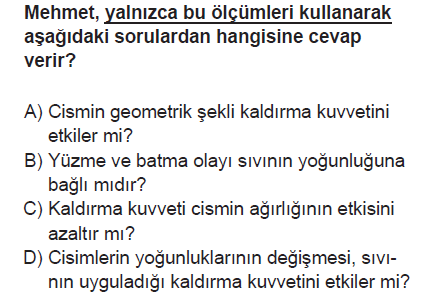 Mehmet, yalnızca bu ölçümleri kullanarak
aşağıdaki sorulardan hangisine cevap
verir?
A) Cismin geometrik şekli kaldırma kuvvetini
etkiler mi?
B) Yüzme ve batma olayı sıvının yoğunluğuna
bağlı mıdır?
C) Kaldırma kuvveti cismin ağırlığının etkisini
azaltır mı?
D) Cisimlerin yoğunluklarının değişmesi, sıvı-
nın uyguladığı kaldırma kuvvetini etkiler mi?